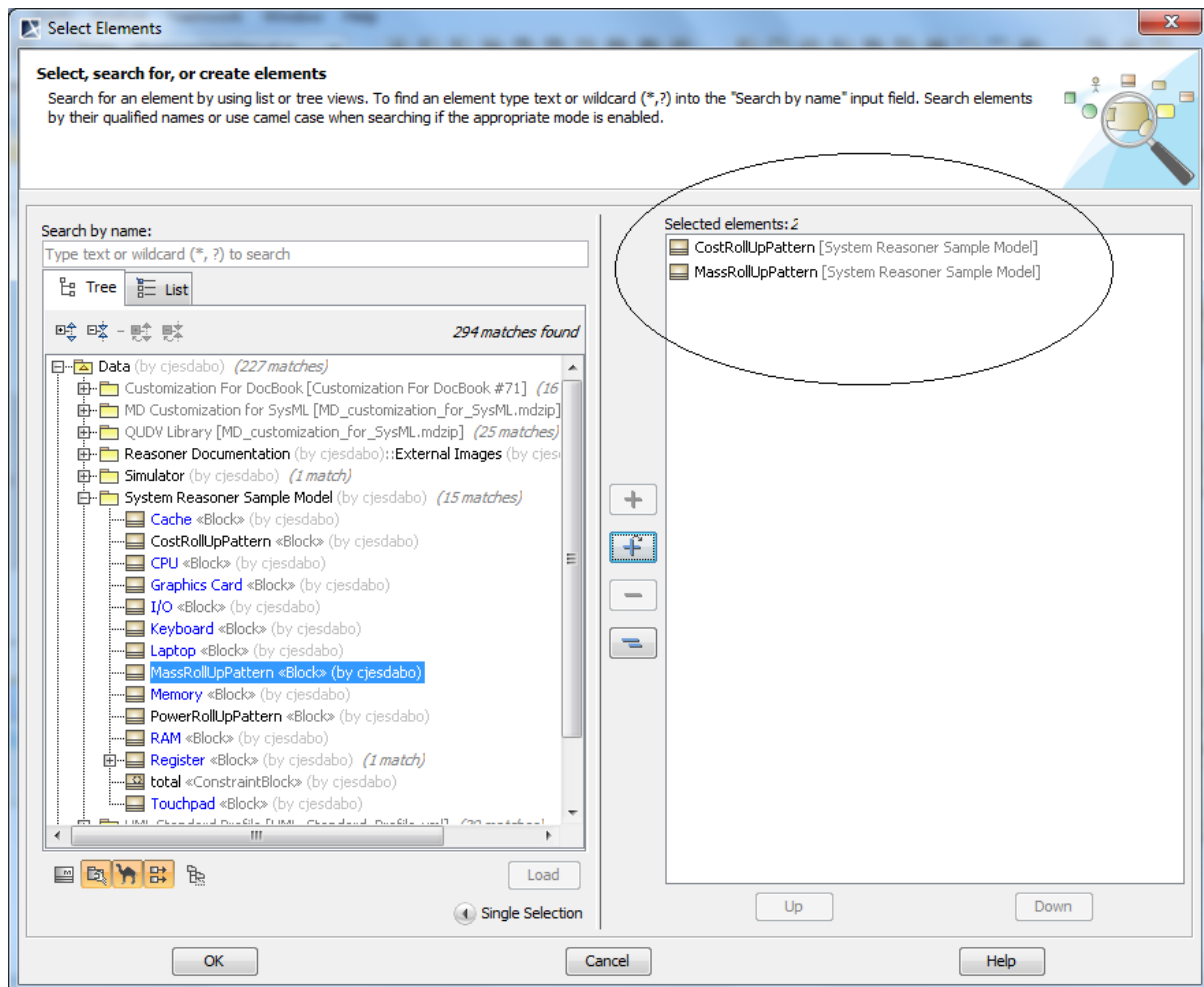 Select Elements
Select, search for, or create elements
Search for an element by using list or tree views. To find an element type text or wildcard (*,?) into the "Search by name" input field. Search elements
by their qualified names or use camel case when searching if the appropriate mode is enabled.
Search by name:
Type text or wildcard (*, ?) to search
Tree
List
294 matches found
Data (by cjesdabo) (227 matches)
Customization For DocBook [Customization For DocBook #71] (16
MD Customization for SysML [MD_customization_for_SysML.mdzip]
QUDV Library [MD_customization_for_SysML.mdzip] (25 matches)
Reasoner Documentation (by cjesdabo)::External Images (by cjes
Simulator (by cjesdabo) (1 match)
System Reasoner Sample Model (by cjesdabo) (15 matches)
Cache «Block» (by cjesdabo)
CostRollUpPattern «Block» (by cjesdabo)
CPU «Block» (by cjesdabo)
Graphics Card «Block» (by cjesdabo)
I/O «Block» (by cjesdabo)
Keyboard «Block» (by cjesdabo)
Laptop «Block» (by cjesdabo)
MassRollUpPattern «Block» (by cjesdabo)
Memory «Block» (by cjesdabo)
PowerRollUpPattern «Block» (by cjesdabo)
RAM «Block» (by cjesdabo)
Register «Block» (by cjesdabo) (1 match)
total «ConstraintBlock» (by cjesdabo)
Touchpad «Block» (by cjesdabo)
Load
Single Selection
Selected elements: 2
CostRollUpPattern [System Reasoner Sample Model]
MassRollUpPattern [System Reasoner Sample Model]
Up
Down
OK
Cancel
Help